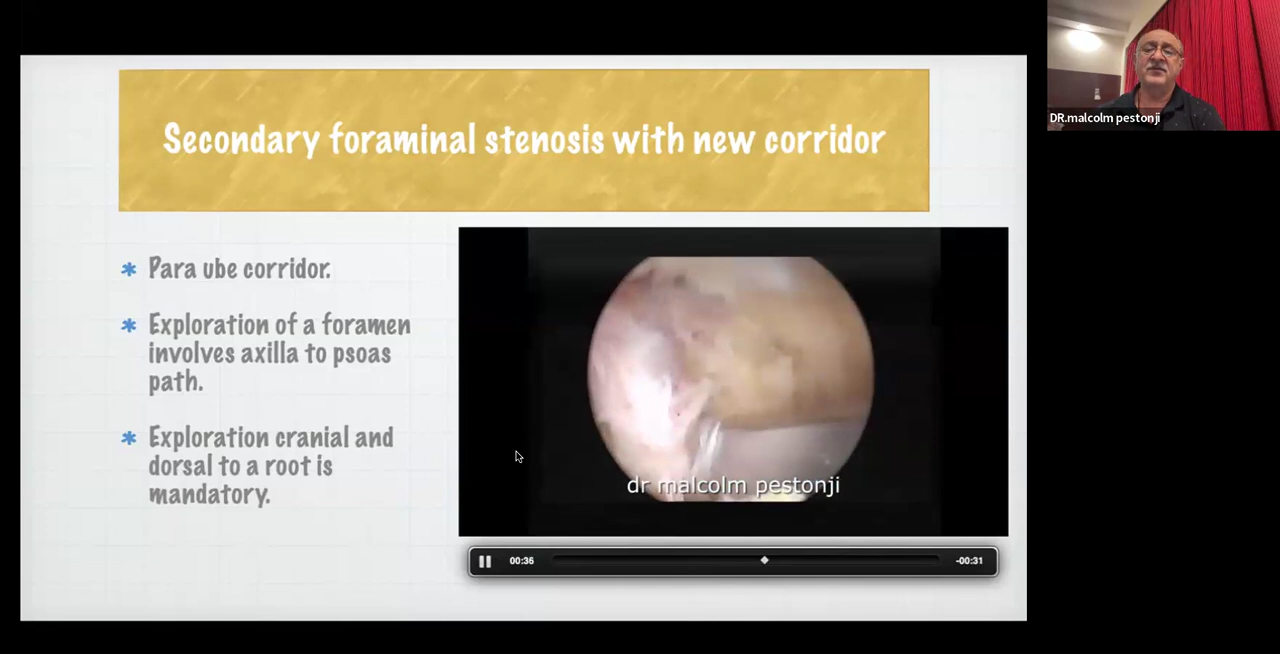 Secondary foraminal stenosis with new corridor
DR.malcolm pestonji
* Para ube corridor.
* Exploration of a foramen
involves axilla to psoas
path.
* Exploration cranial and
dorsal to a root is
mandatory.
dr malcolm pestonji
00:36
-00:31